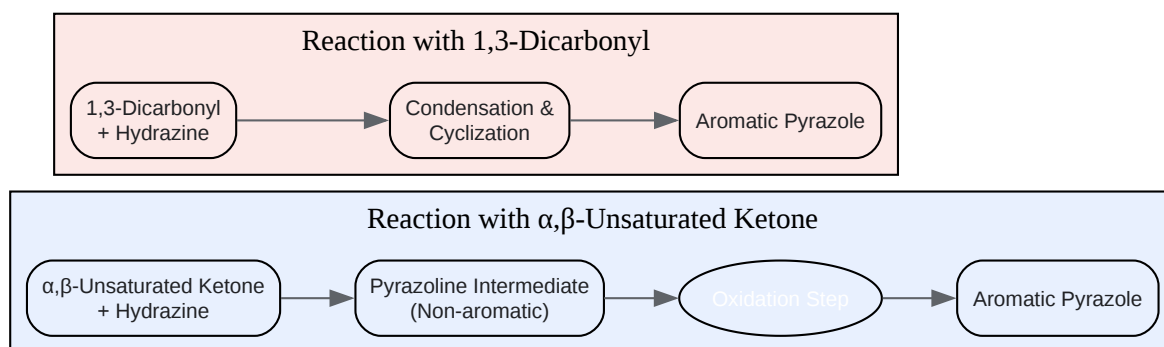 Reaction with 1,3-Dicarbonyl
1,3-Dicarbonyl
+ Hydrazine
Condensation &
Cyclization
Aromatic Pyrazole
Reaction with α,β-Unsaturated Ketone
α,β-Unsaturated Ketone
+ Hydrazine
Pyrazoline Intermediate
(Non-aromatic)
Oxidation Step
Aromatic Pyrazole